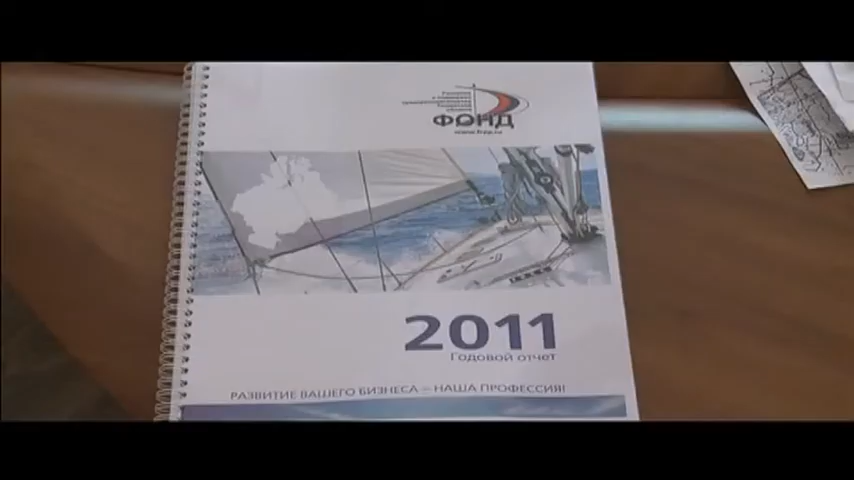 ФОНД
2011
Годовой отчет
РАЗВИТИЕ ВАШЕГО БИЗНЕСА – НАША ПРОФЕССИЯ!